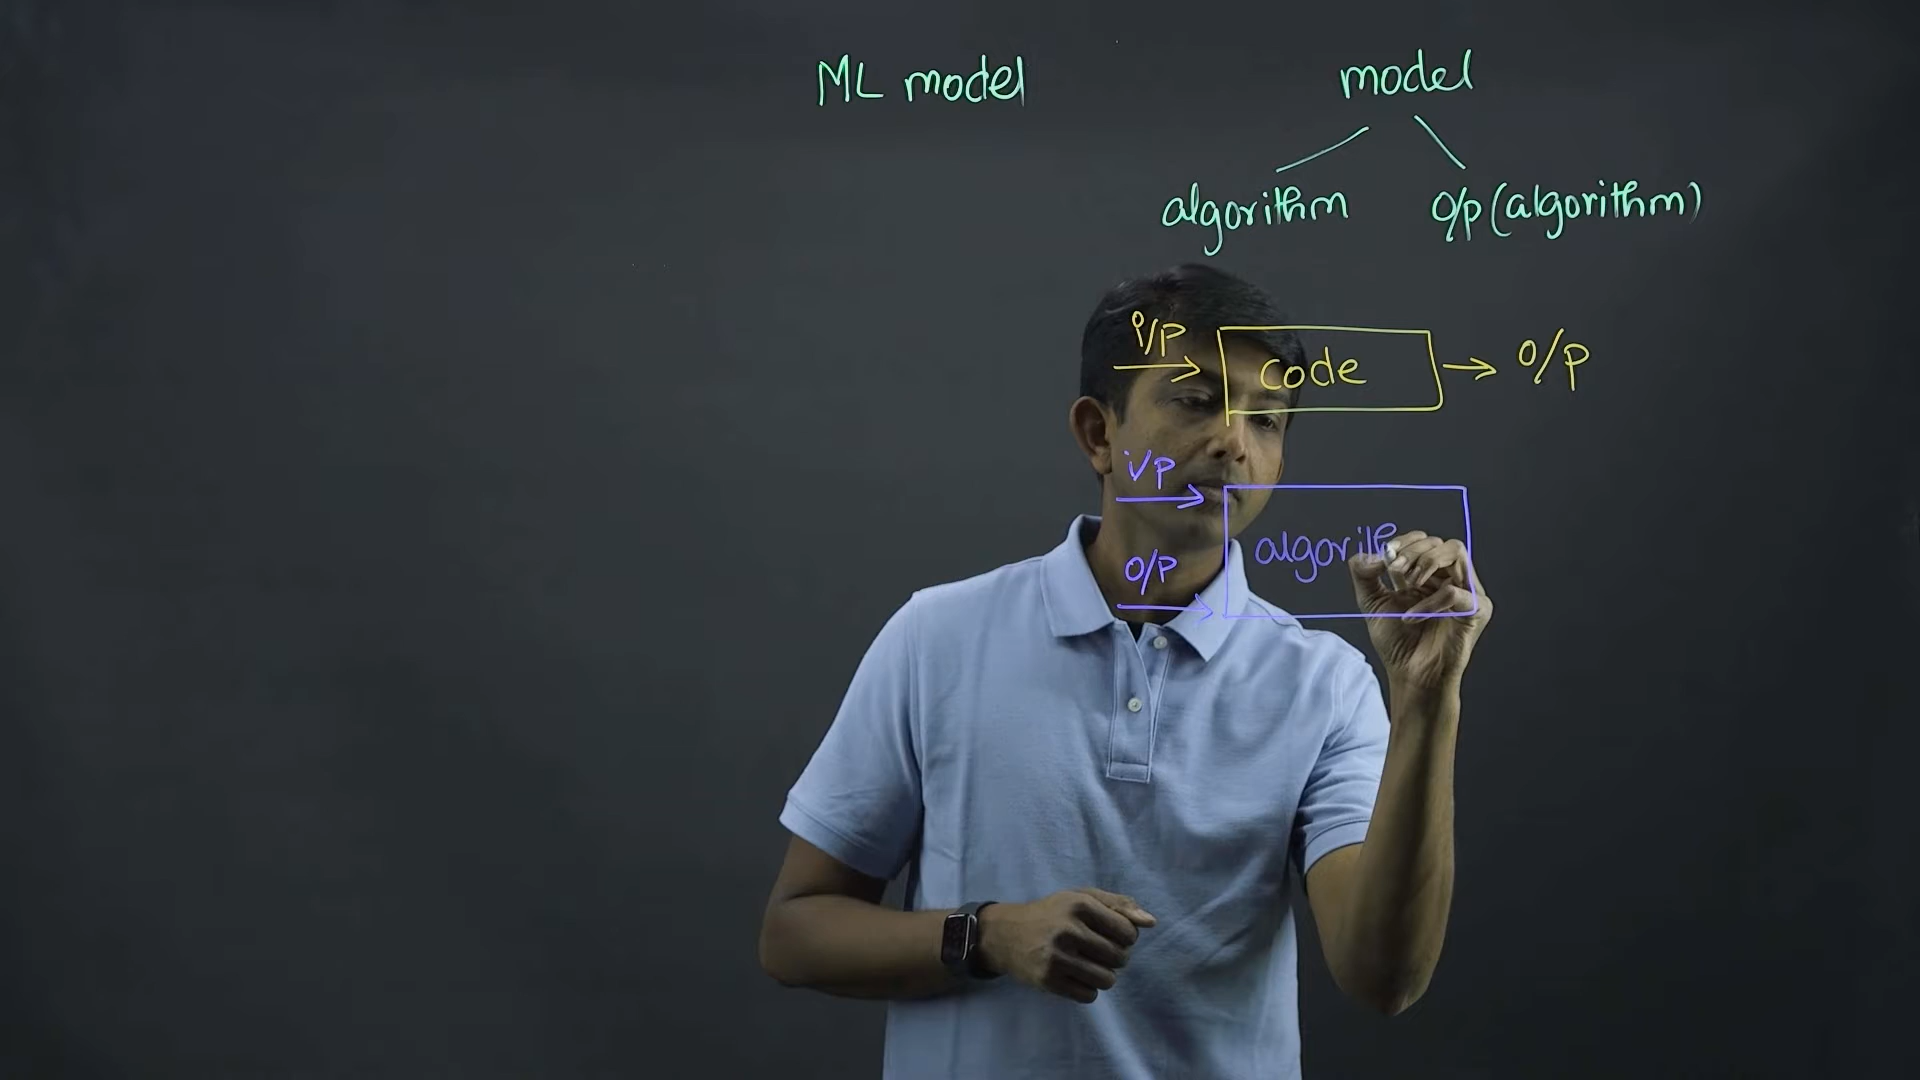 ML model
model
algorithm o/p (algorithm)
i/p code o/p
i/p
algorith
o/p